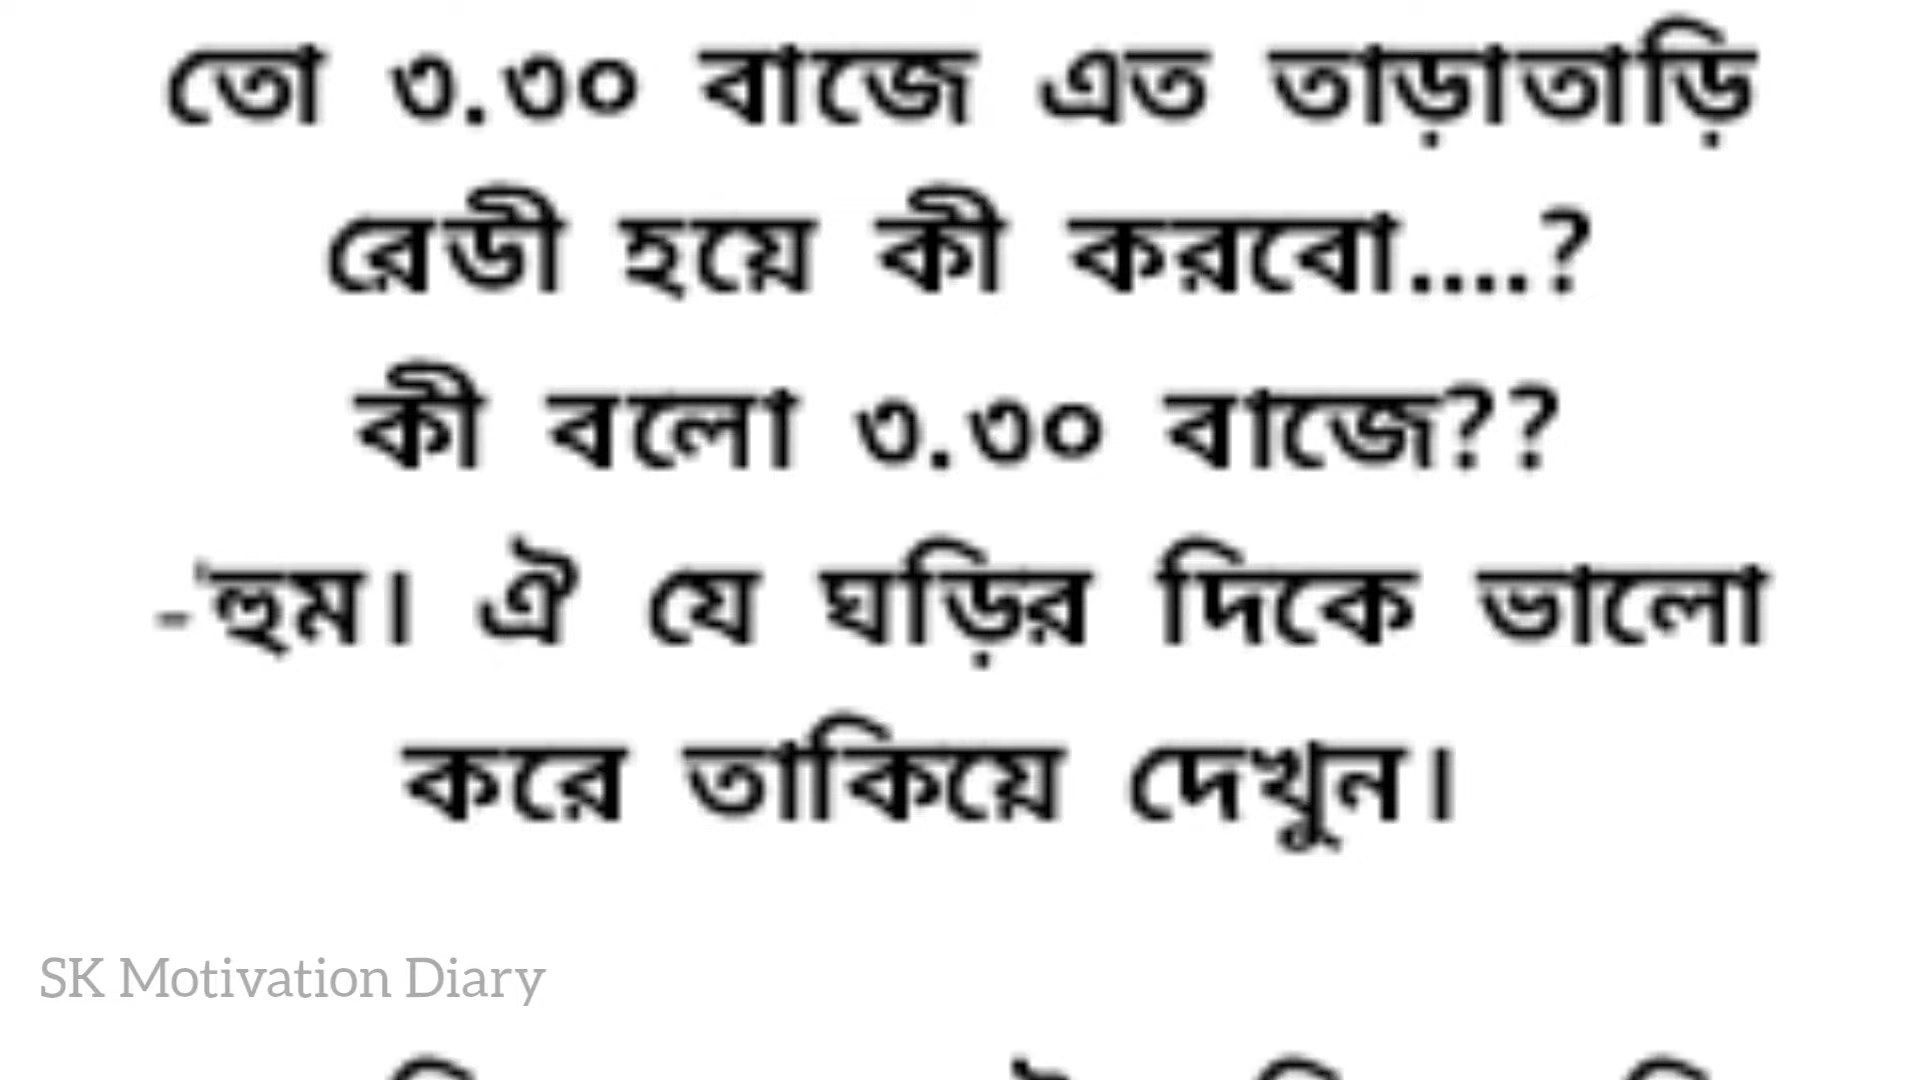 তো ৩.৩০ বাজে এত তাড়াতাড়ি
রেডী হয়ে কী করবো....?
কী বলো ৩.৩০ বাজে??
-'হুম। ঐ যে ঘড়ির দিকে ভালো
করে তাকিয়ে দেখুন।
SK Motivation Diary